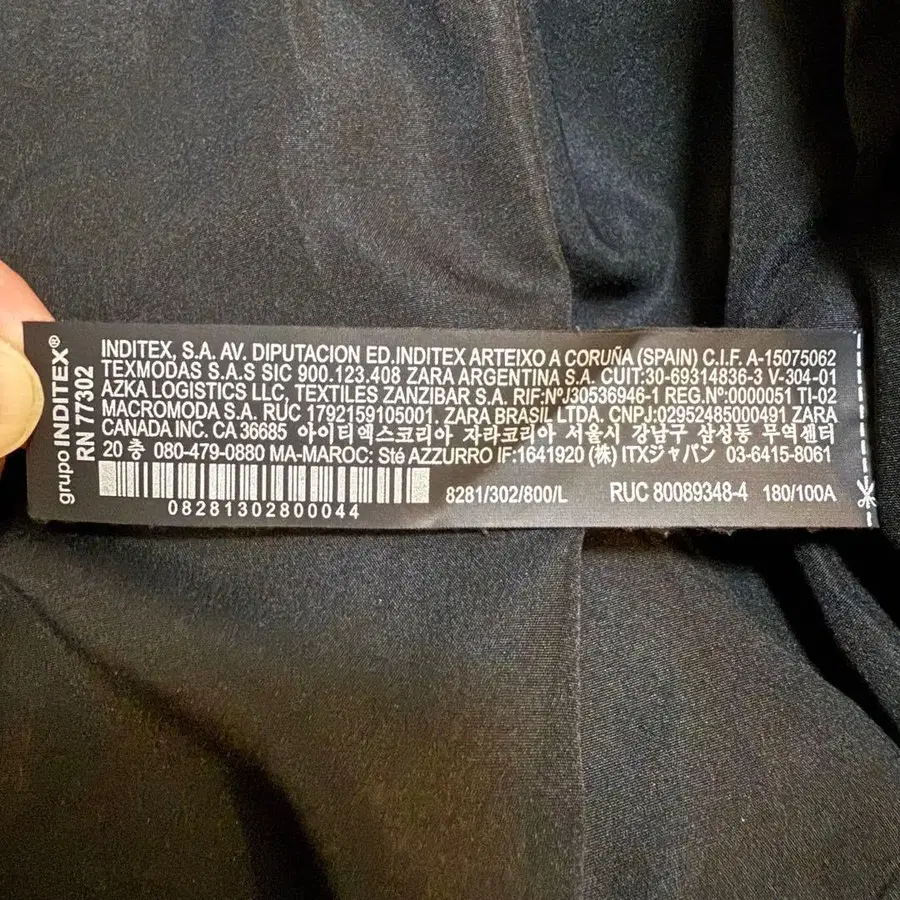 grupo INDITEX®
RN 77302
INDITEX, S.A. AV. DIPUTACION ED.INDITEX ARTEIXO A CORUÑA (SPAIN) C.I.F. A-15075062
TEXMODAS S.A.S SIC 900.123.408 ZARA ARGENTINA S.A. CUIT:30-69314836-3 V-304-01
AZKA LOGISTICS LLC, TEXTILES ZANZIBAR S.A. RIF:NºJ30536946-1 REG.Nº:0000051 TI-02
MACROMODA S.A. RUC 1792159105001. ZARA BRASIL LTDA. CNPJ:02952485000491 ZARA
CANADA INC. CA 36685 아이티엑스코리아 자라코리아 서울시 강남구 삼성동 무역센터
20 층 080-479-0880 MA-MAROC: Sté AZZURRO IF:1641920 (株) ITXジャパン 03-6415-8061
08281302800044
8281/302/800/L RUC 80089348-4 180/100A